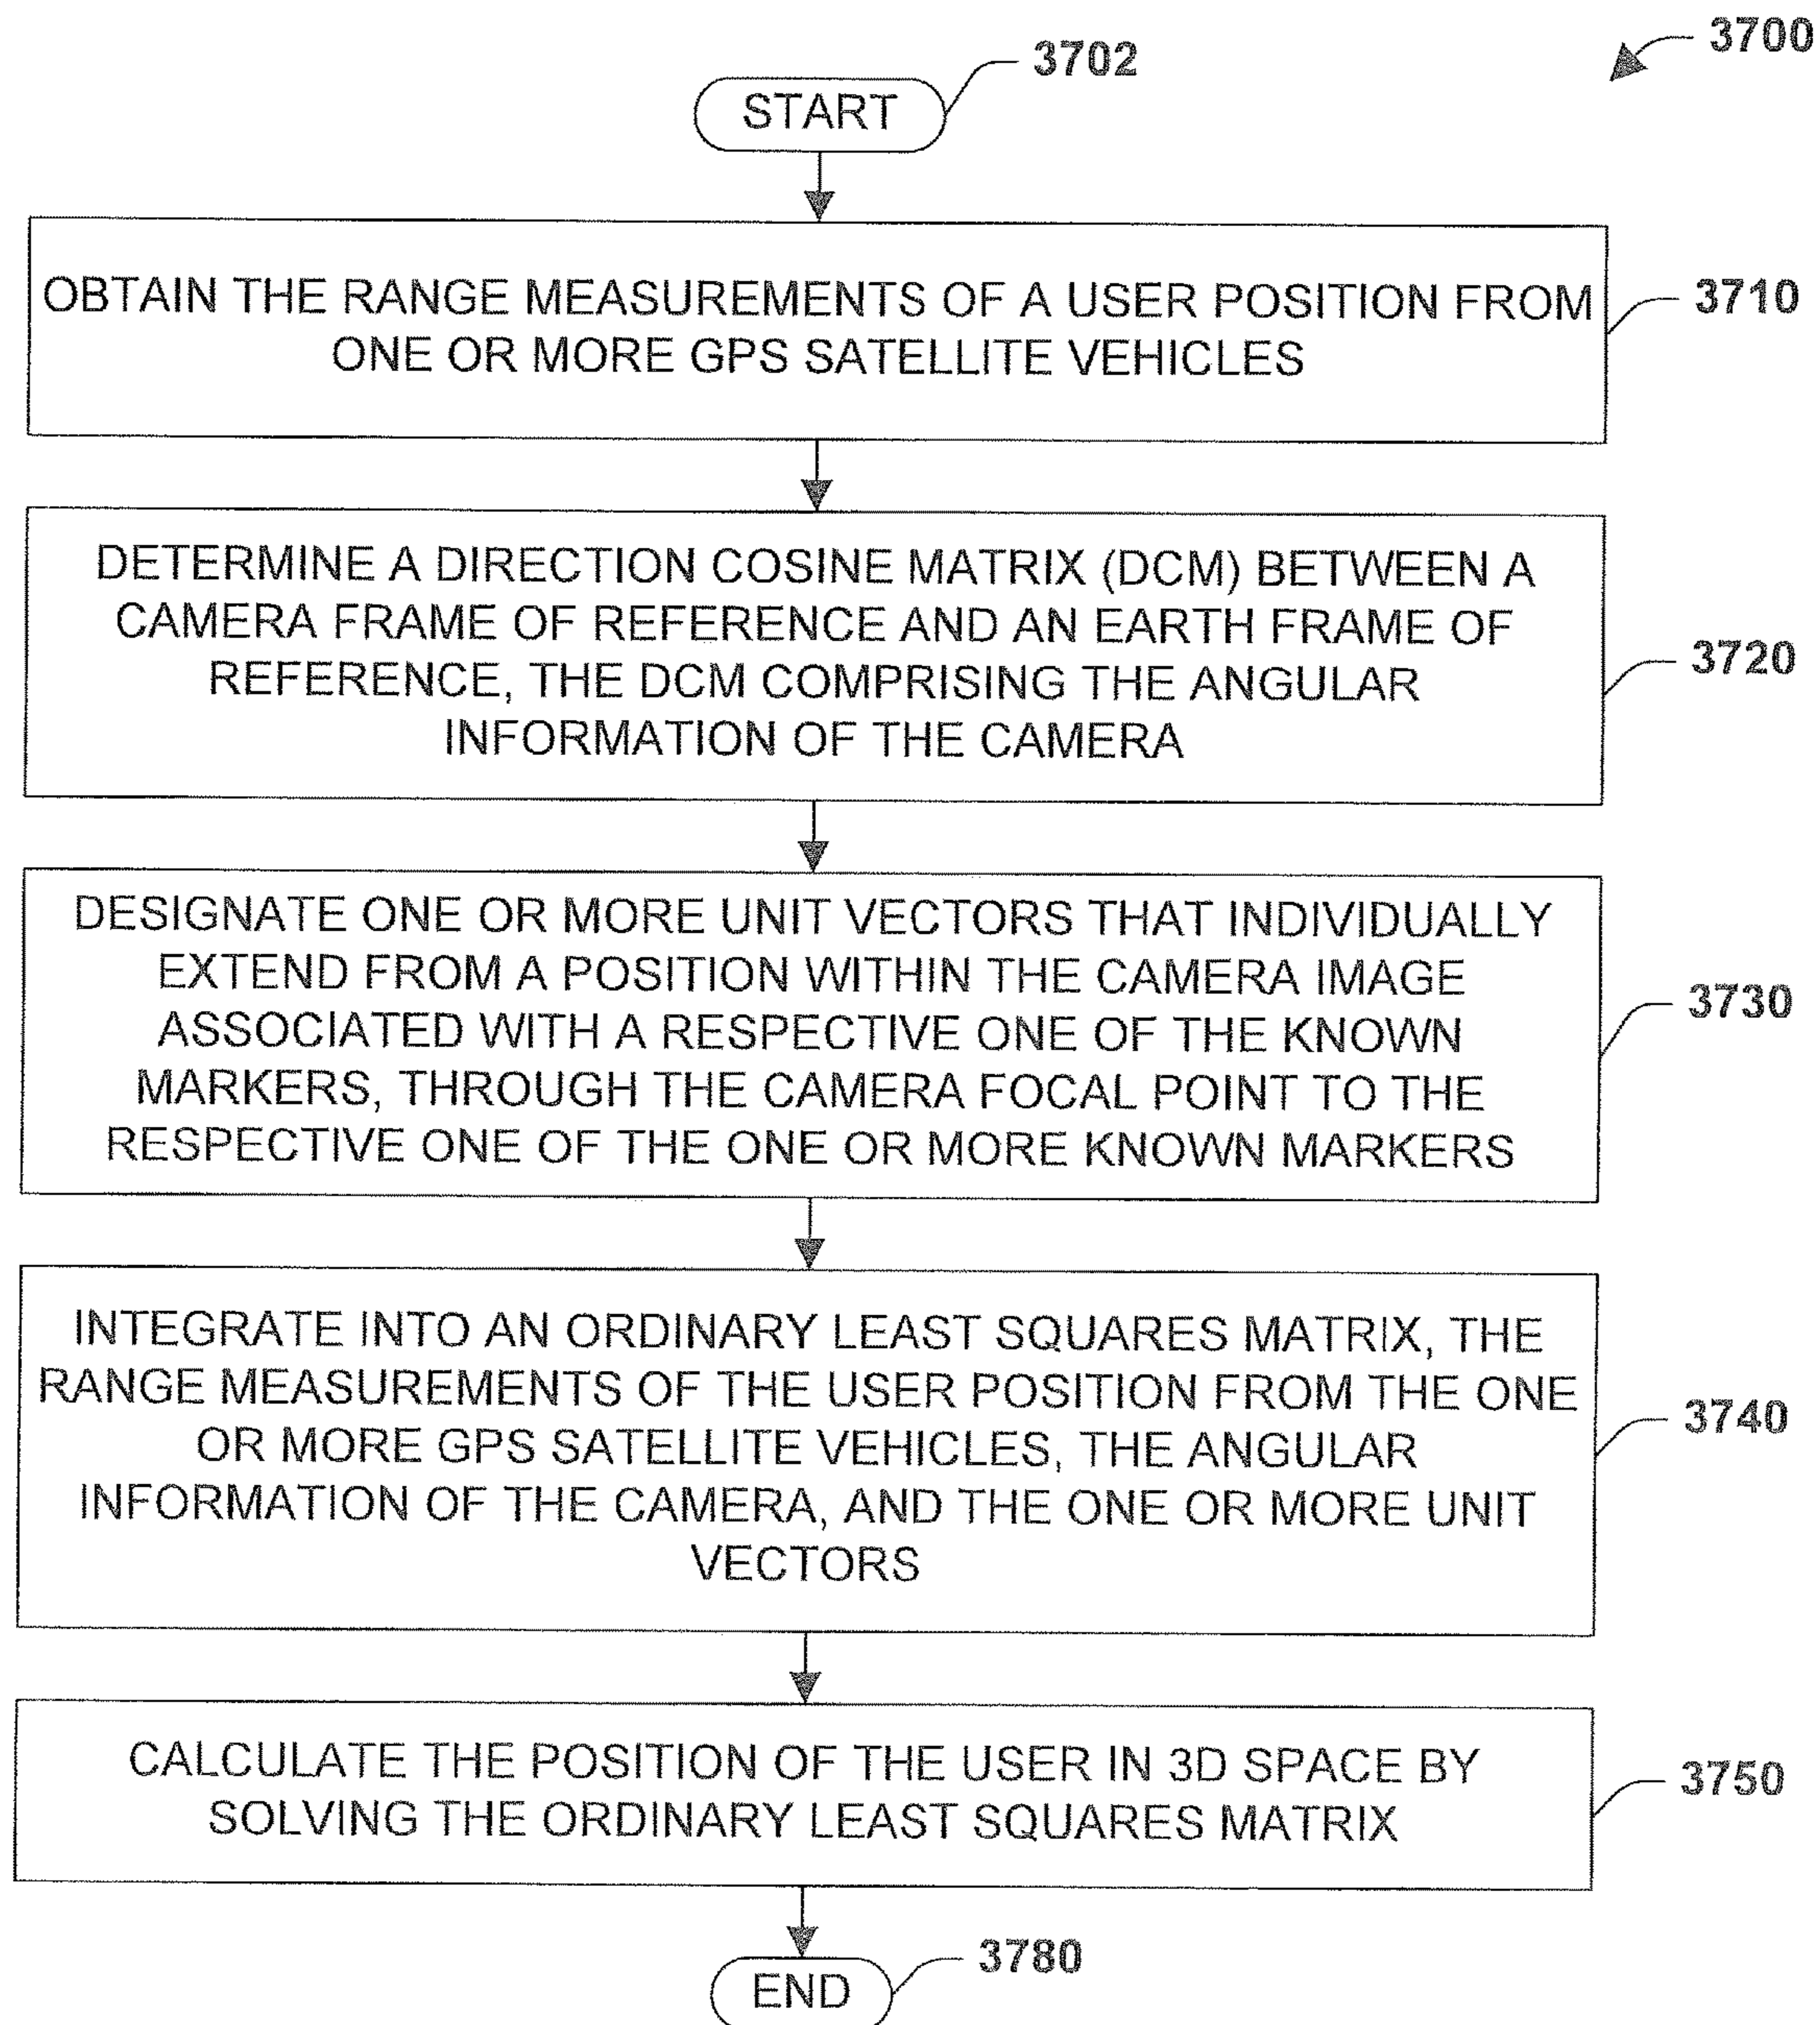 3700
3702
START
OBTAIN THE RANGE MEASUREMENTS OF A USER POSITION FROM
ONE OR MORE GPS SATELLITE VEHICLES
3710
DETERMINE A DIRECTION COSINE MATRIX (DCM) BETWEEN A
CAMERA FRAME OF REFERENCE AND AN EARTH FRAME OF
REFERENCE, THE DCM COMPRISING THE ANGULAR
INFORMATION OF THE CAMERA
3720
DESIGNATE ONE OR MORE UNIT VECTORS THAT INDIVIDUALLY
EXTEND FROM A POSITION WITHIN THE CAMERA IMAGE
ASSOCIATED WITH A RESPECTIVE ONE OF THE KNOWN
MARKERS, THROUGH THE CAMERA FOCAL POINT TO THE
RESPECTIVE ONE OF THE ONE OR MORE KNOWN MARKERS
3730
INTEGRATE INTO AN ORDINARY LEAST SQUARES MATRIX, THE
RANGE MEASUREMENTS OF THE USER POSITION FROM THE ONE
OR MORE GPS SATELLITE VEHICLES, THE ANGULAR
INFORMATION OF THE CAMERA, AND THE ONE OR MORE UNIT
VECTORS
3740
CALCULATE THE POSITION OF THE USER IN 3D SPACE BY
SOLVING THE ORDINARY LEAST SQUARES MATRIX
3750
3780
END